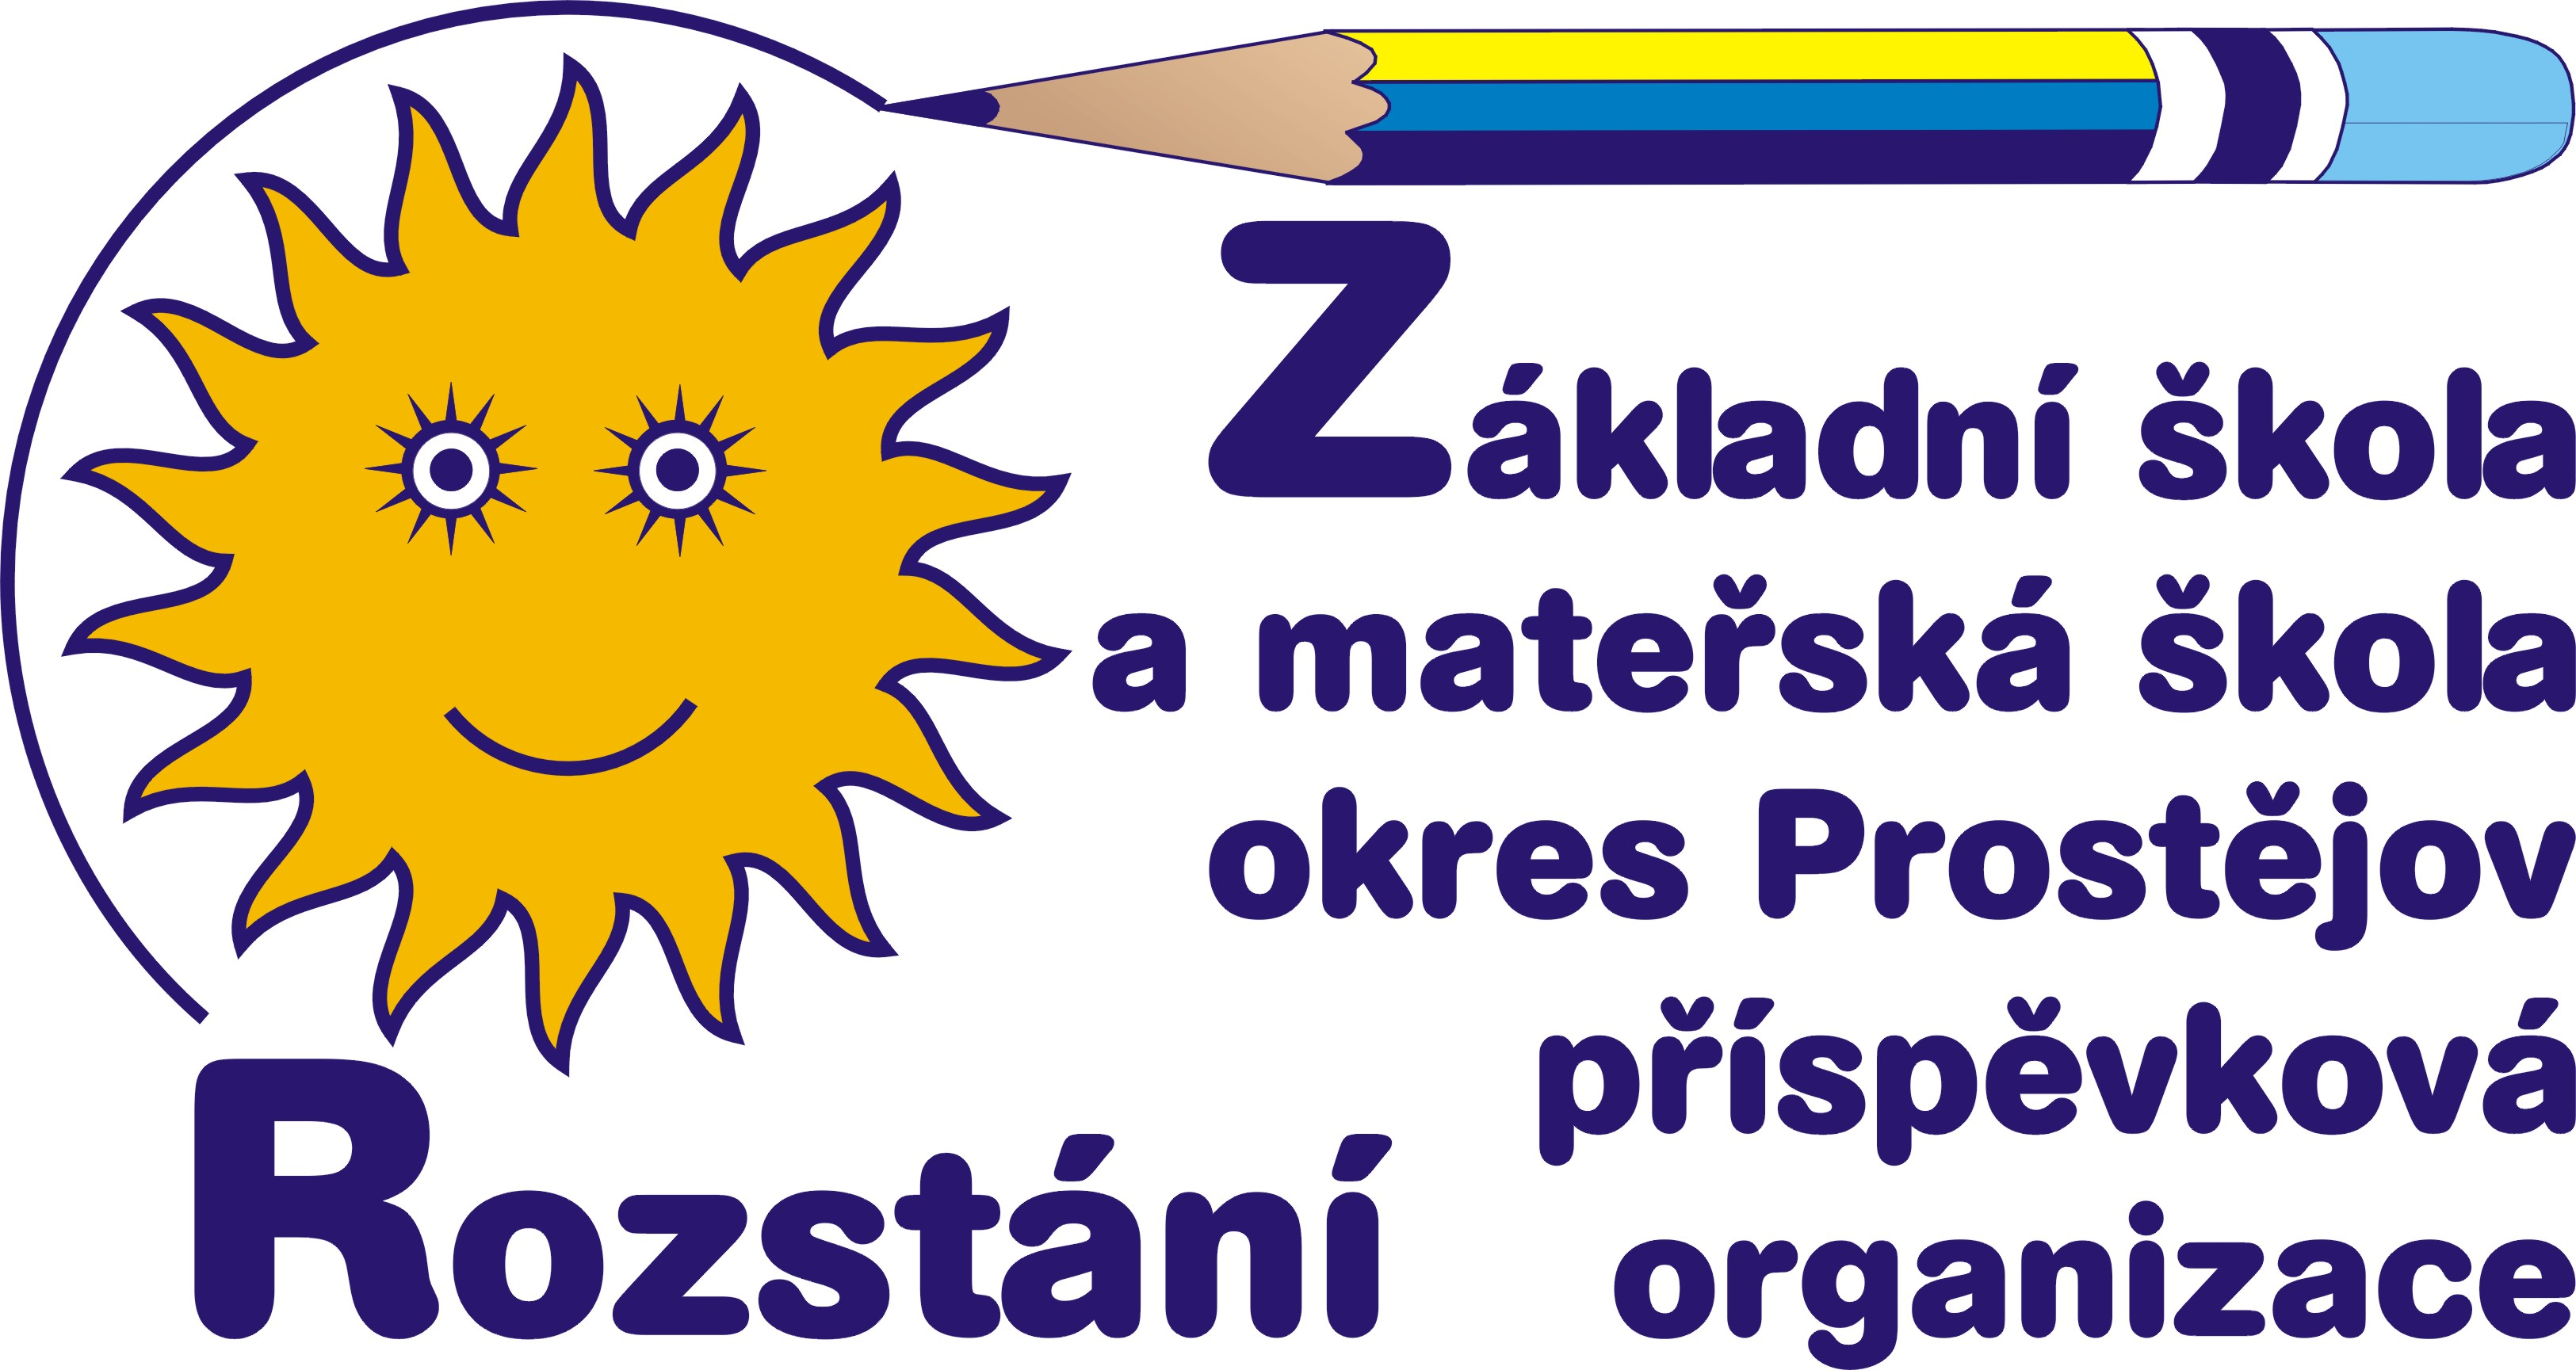 Základní škola
a mateřská škola
okres Prostějov
příspěvková
Rozstání
organizace